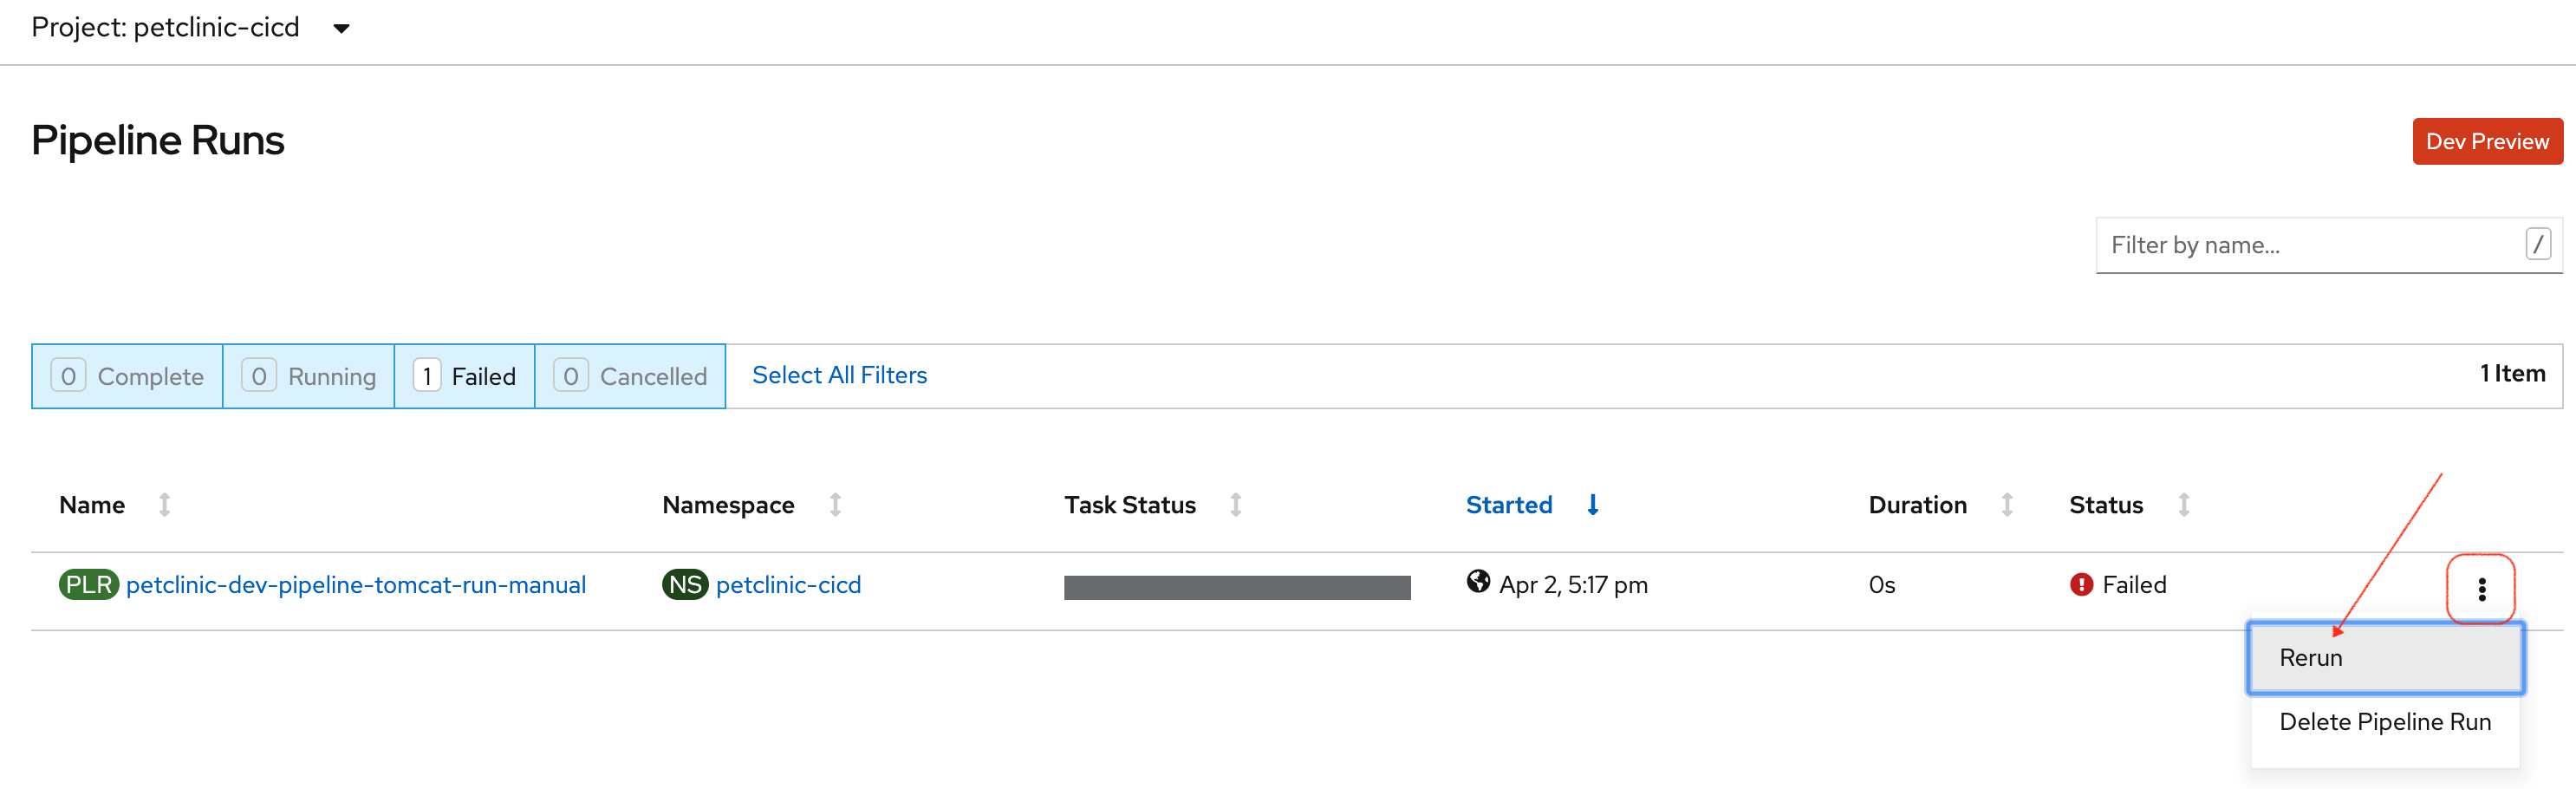 Project: petclinic-cicd
Pipeline Runs
Dev Preview
Filter by name...
/
0 Complete 0 Running 1 Failed 0 Cancelled Select All Filters 1 Item
Name Namespace Task Status Started Duration Status
PLR petclinic-dev-pipeline-tomcat-run-manual NS petclinic-cicd Apr 2, 5:17 pm 0s Failed
Rerun
Delete Pipeline Run